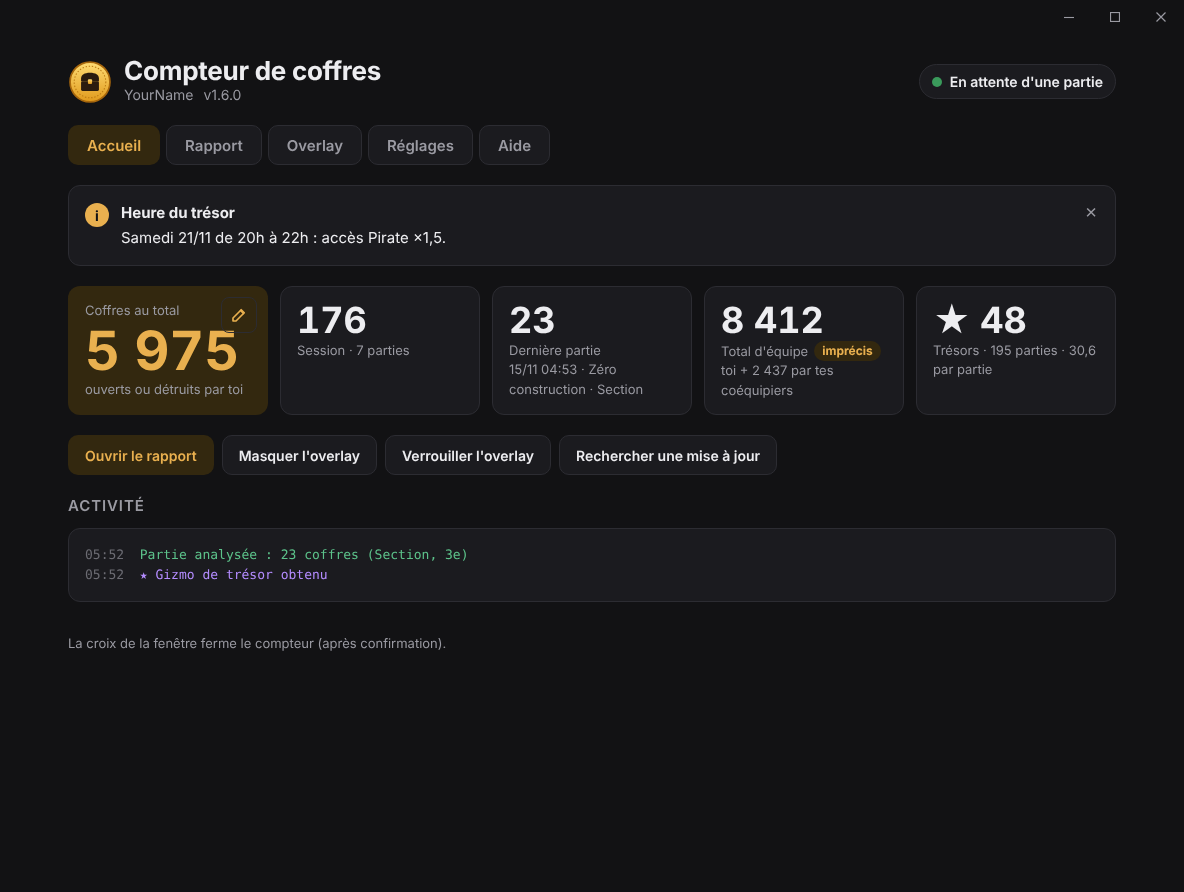 Compteur de coffres
YourName v1.6.0
En attente d'une partie
Accueil
Rapport
Overlay
Réglages
Aide
i
Heure du trésor
Samedi 21/11 de 20h à 22h : accès Pirate ×1,5.
Coffres au total
5 975
ouverts ou détruits par toi
176
Session · 7 parties
23
Dernière partie
15/11 04:53 · Zéro
construction · Section
8 412
Total d'équipe imprécis
toi + 2 437 par tes
coéquipiers
★ 48
Trésors · 195 parties · 30,6
par partie
Ouvrir le rapport
Masquer l'overlay
Verrouiller l'overlay
Rechercher une mise à jour
ACTIVITÉ
05:52 Partie analysée : 23 coffres (Section, 3e)
05:52 ★ Gizmo de trésor obtenu
La croix de la fenêtre ferme le compteur (après confirmation).